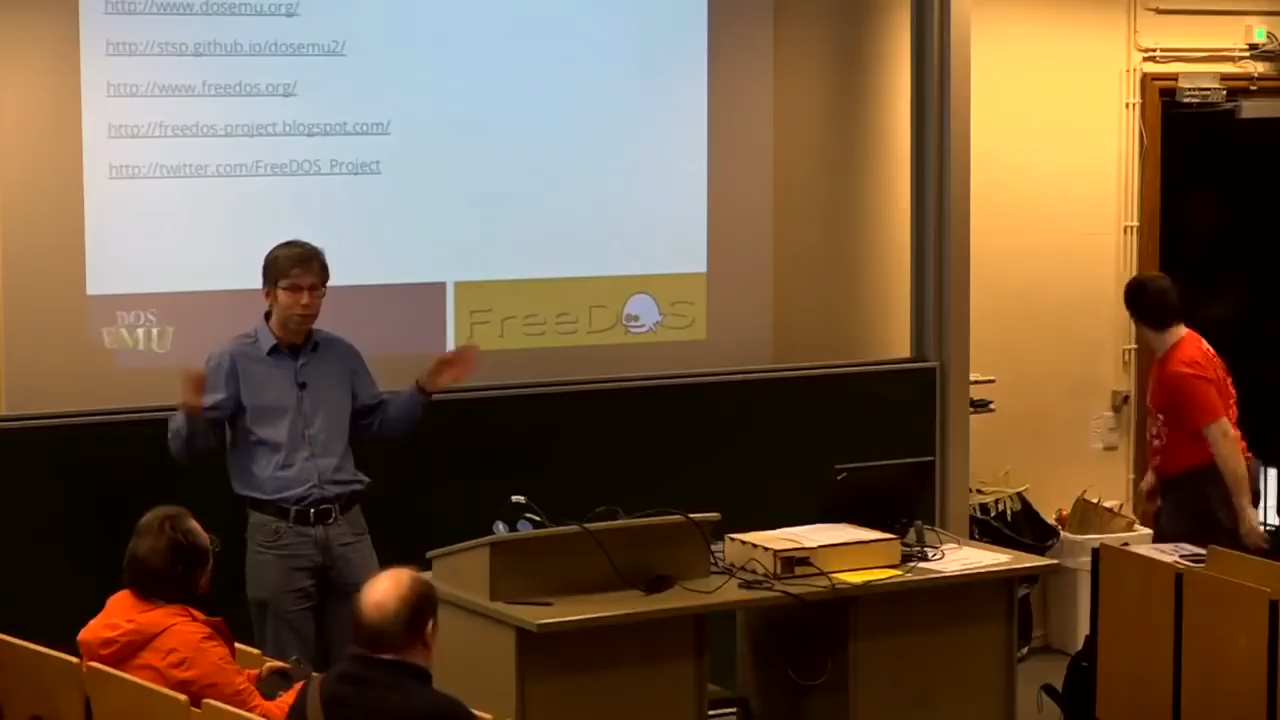 http://www.dosemu.org/
http://stsp.github.io/dosemu2/
http://www.freedos.org/
http://freedos-project.blogspot.com/
http://twitter.com/FreeDOS_Project
DOS
EMU
FreeDOS